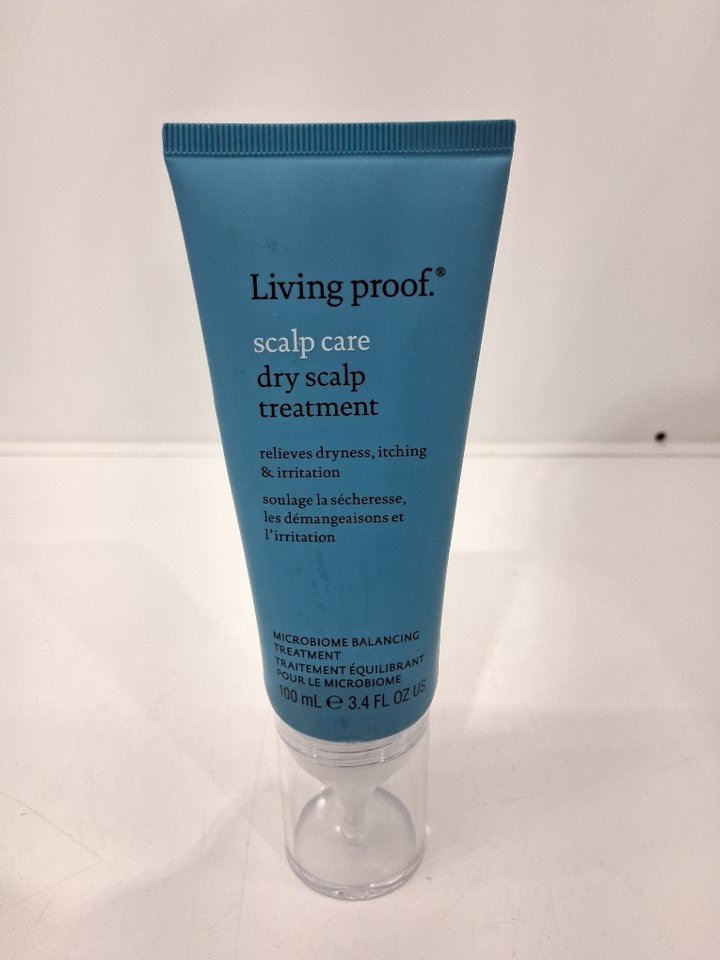 Living proof.®
scalp care
dry scalp
treatment
relieves dryness, itching
& irritation
soulage la sécheresse,
les démangeaisons et
l'irritation
MICROBIOME BALANCING
TREATMENT
TRAITEMENT ÉQUILIBRANT
POUR LE MICROBIOME
100 mL ℮ 3.4 FL OZ US